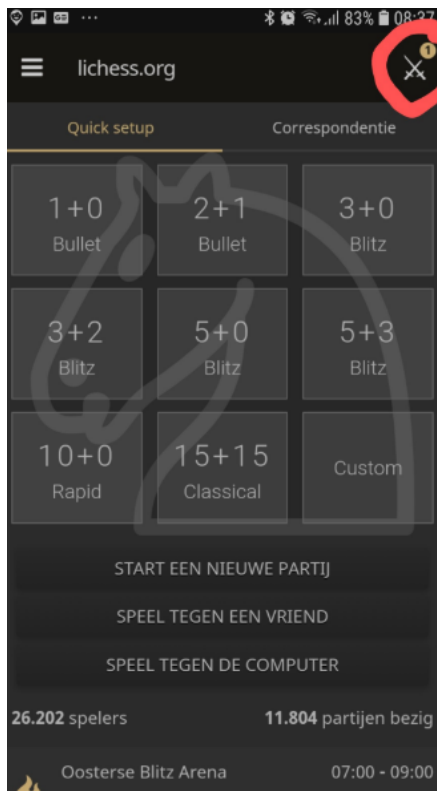 83% 08:37
lichess.org
1
Quick setup
Correspondentie
1+0 2+1 3+0
Bullet Bullet Blitz
3+2 5+0 5+3
Blitz Blitz Blitz
10+0 15+15 Custom
Rapid Classical
START EEN NIEUWE PARTIJ
SPEEL TEGEN EEN VRIEND
SPEEL TEGEN DE COMPUTER
26.202 spelers 11.804 partijen bezig
Oosterse Blitz Arena 07:00 - 09:00